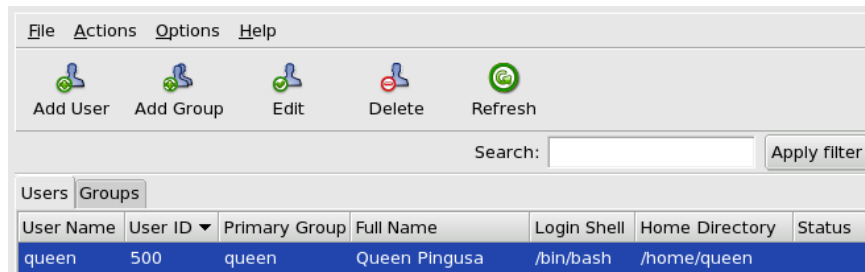 File Actions Options Help
Add User Add Group Edit Delete Refresh
Search: Apply filter
Users Groups
User Name User ID Primary Group Full Name Login Shell Home Directory Status
queen 500 queen Queen Pingusa /bin/bash /home/queen